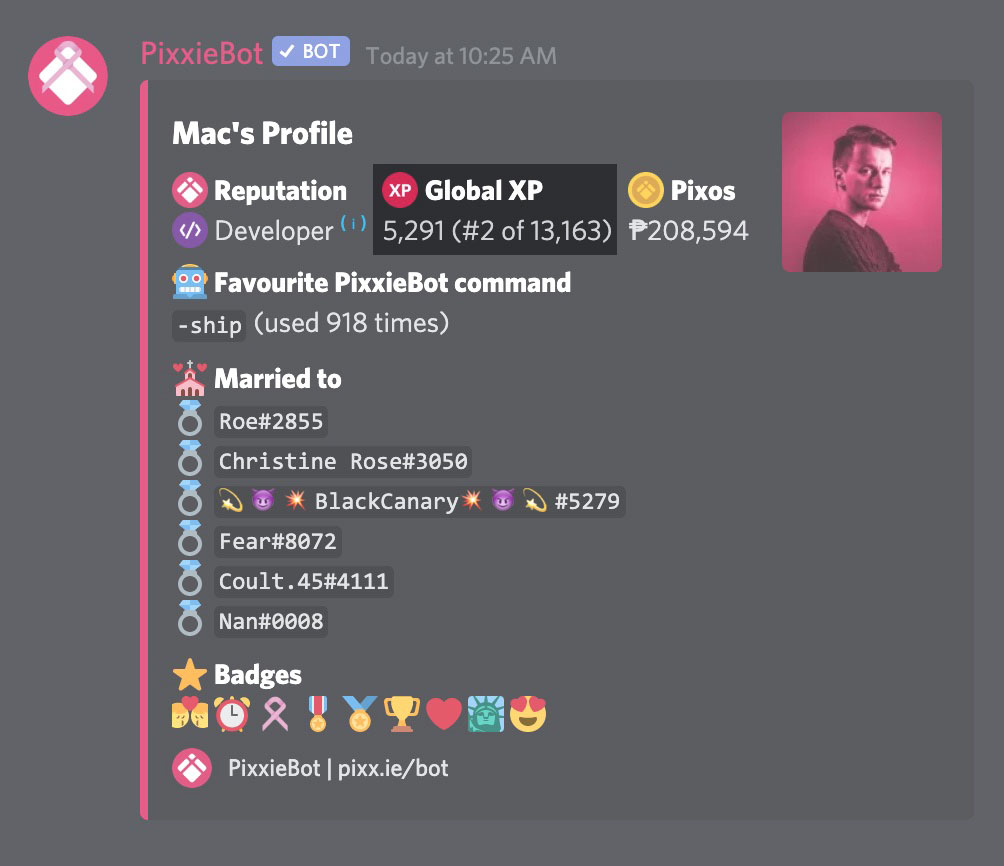 PixxieBot ✓ BOT Today at 10:25 AM
Mac's Profile
Reputation XP Global XP Pixos
</> Developer (i) 5,291 (#2 of 13,163) ₱208,594
Favourite PixxieBot command
-ship (used 918 times)
Married to
Roe#2855
Christine Rose#3050
💫 😈 💥 BlackCanary💥 😈 💫 #5279
Fear#8072
Coult.45#4111
Nan#0008
Badges
PixxieBot | pixx.ie/bot